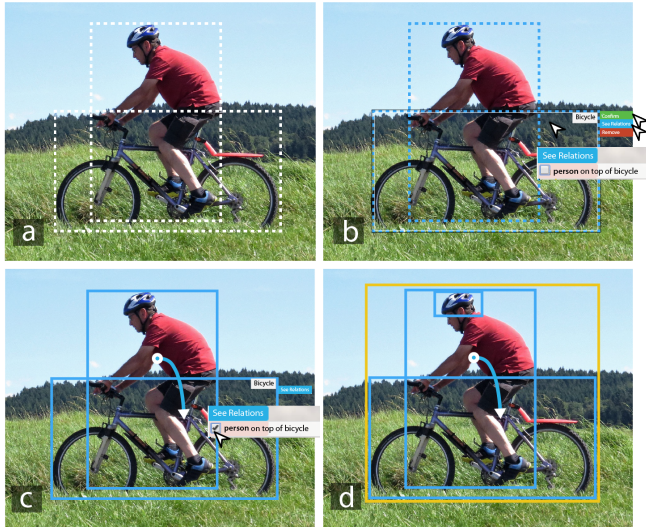 a
b
Bicycle
Confirm
See Relations
Remove
See Relations
person on top of bicycle
c
Bicycle
See Relations
See Relations
person on top of bicycle
d